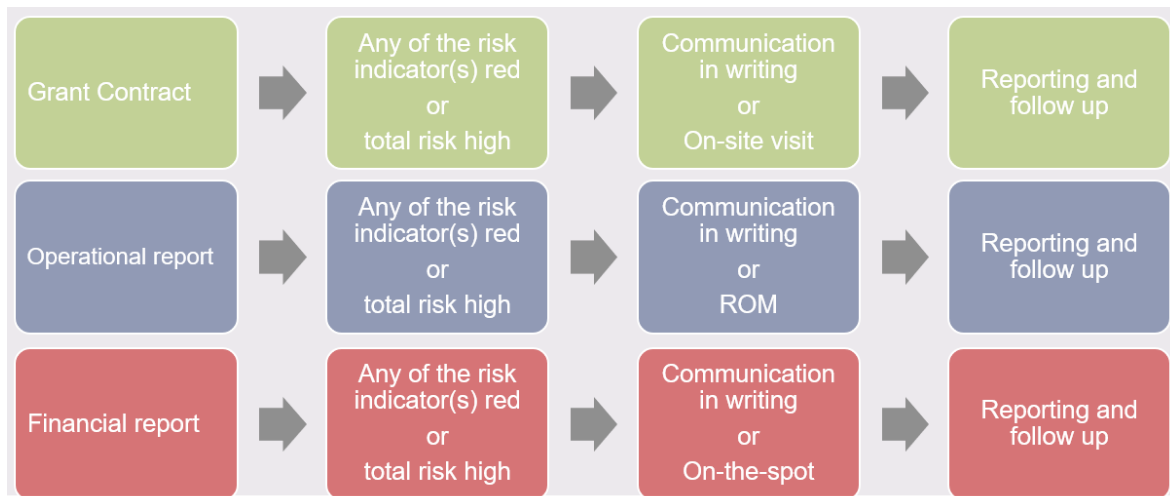 Grant Contract
Any of the risk
indicator(s) red
or
total risk high
Communication
in writing
or
On-site visit
Reporting and
follow up
Operational report
Any of the risk
indicator(s) red
or
total risk high
Communication
in writing
or
ROM
Reporting and
follow up
Financial report
Any of the risk
indicator(s) red
or
total risk high
Communication
in writing
or
On-the-spot
Reporting and
follow up